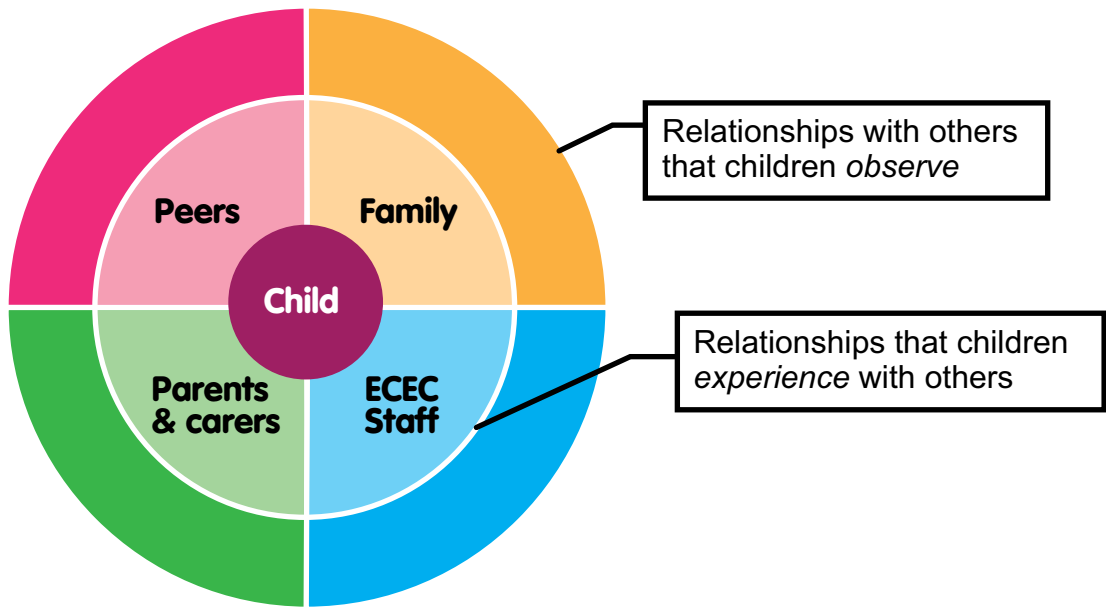 Peers
Family
Child
Parents
& carers
ECEC
Staff
Relationships with others
that children observe
Relationships that children
experience with others